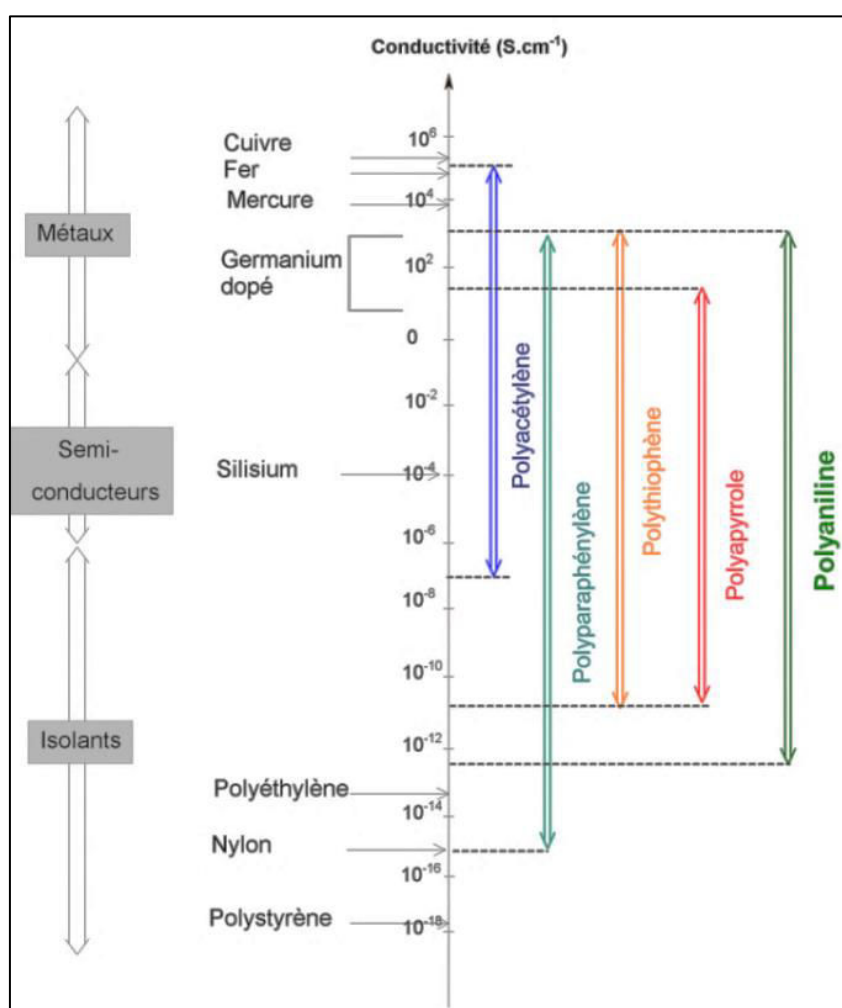 Conductivité (S.cm⁻¹)
Cuivre
10⁶
Fer
Mercure
10⁴
Métaux
Germanium
dopé
10²
0
10⁻²
Polyacétylène
Semi-
conducteurs
Silisium
10⁻⁴
Polyparaphénylène
Polythiophène
Polyapyrrole
Polyaniline
10⁻⁶
10⁻⁸
10⁻¹⁰
Isolants
10⁻¹²
Polyéthylène
10⁻¹⁴
Nylon
10⁻¹⁶
Polystyrène
10⁻¹⁸